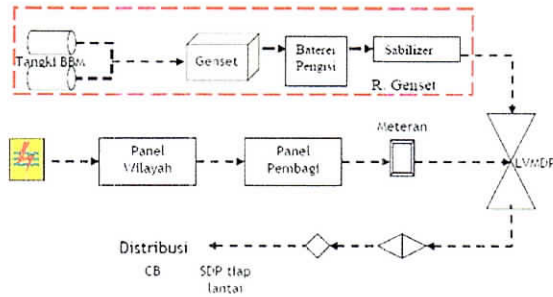 Tangki BBM
Genset
Baterei
Pengisi
Sabilizer
R. Genset
Panel
Wilayah
Panel
Pembagi
Meteran
LVMDP
Distribusi
CB
SDP tiap
lantai